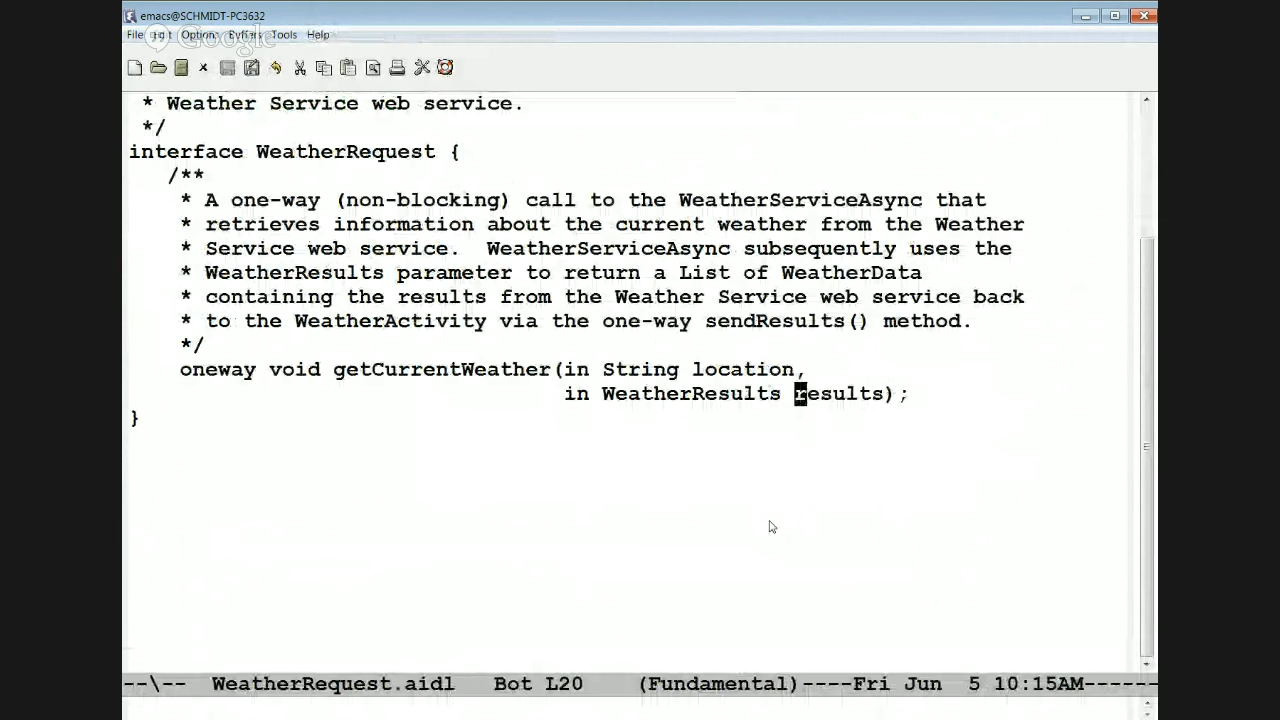 emacs@SCHMIDT-PC3632
File Edit Options Buffers Tools Help
Google
* Weather Service web service.
*/
interface WeatherRequest {
/**
* A one-way (non-blocking) call to the WeatherServiceAsync that
* retrieves information about the current weather from the Weather
* Service web service.  WeatherServiceAsync subsequently uses the
* WeatherResults parameter to return a List of WeatherData
* containing the results from the Weather Service web service back
* to the WeatherActivity via the one-way sendResults() method.
*/
oneway void getCurrentWeather(in String location,
in WeatherResults results);
}
--\-- WeatherRequest.aidl Bot L20 (Fundamental)----Fri Jun 5 10:15AM------